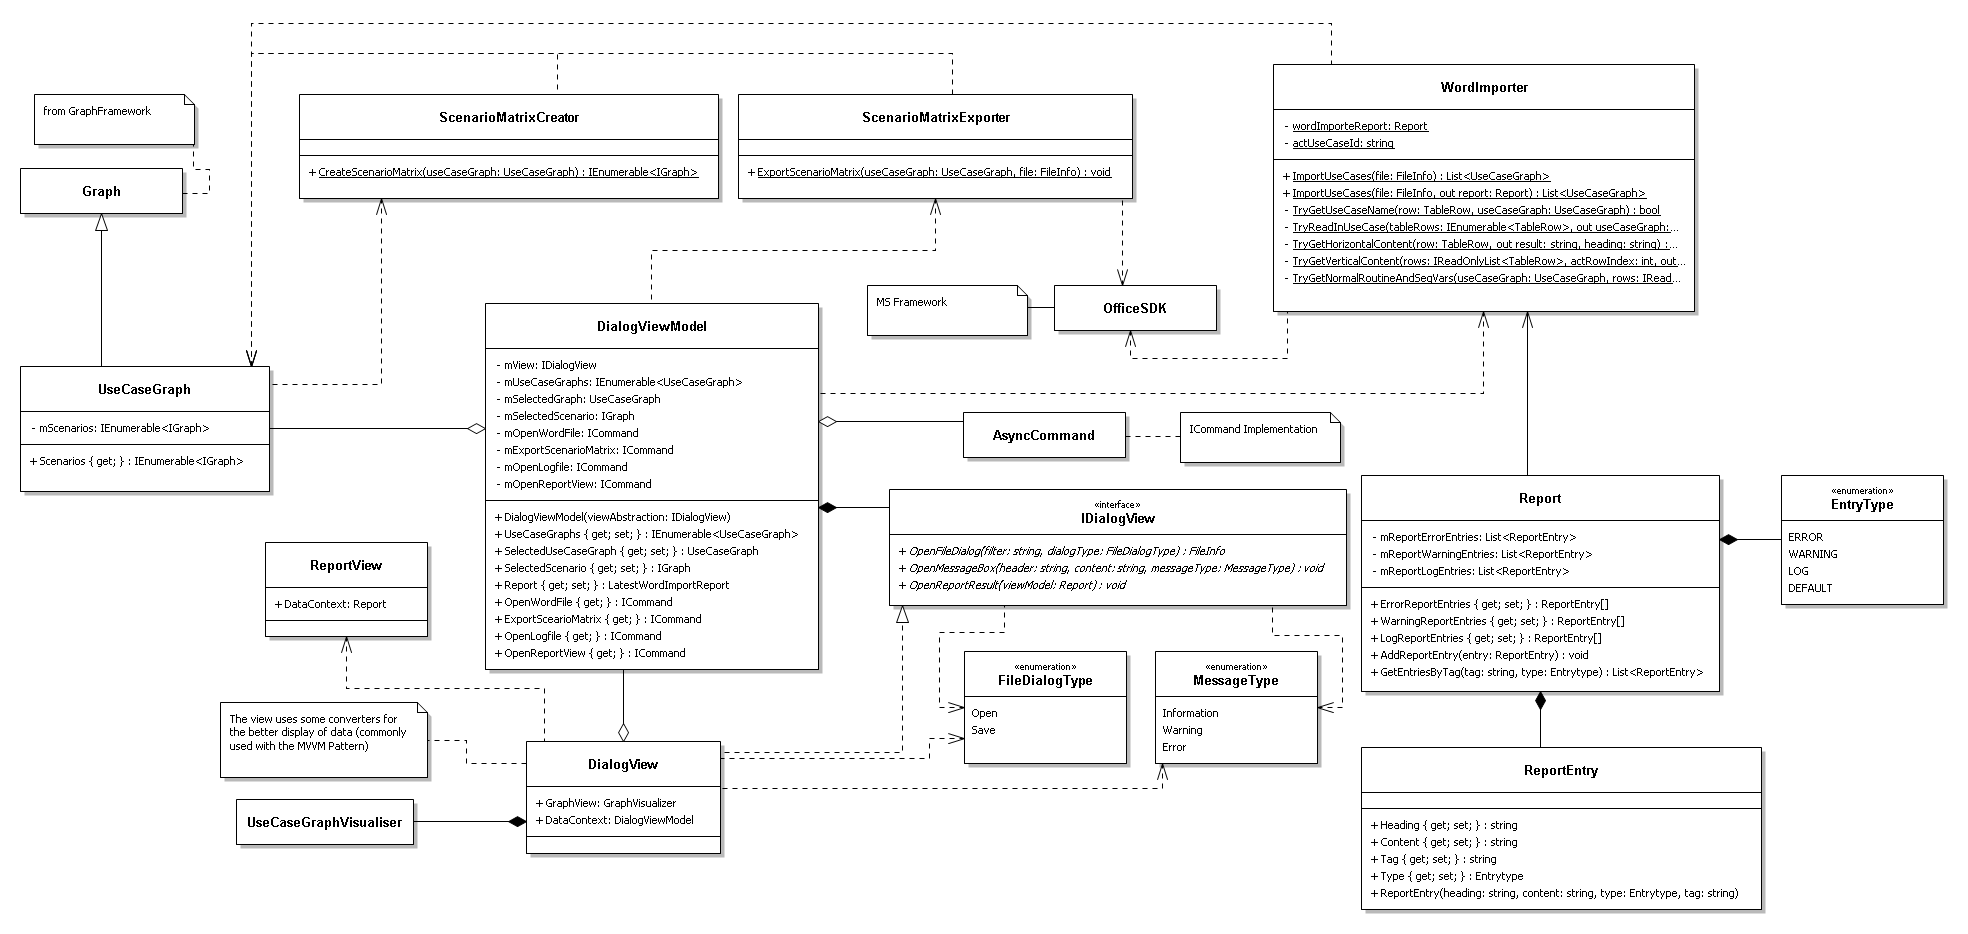 from GraphFramework
Graph
ScenarioMatrixCreator
+ CreateScenarioMatrix(useCaseGraph: UseCaseGraph) : IEnumerable<IGraph>
ScenarioMatrixExporter
+ ExportScenarioMatrix(useCaseGraph: UseCaseGraph, file: FileInfo) : void
WordImporter
- wordImporteReport: Report
- actUseCaseId: string
+ ImportUseCases(file: FileInfo) : List<UseCaseGraph>
+ ImportUseCases(file: FileInfo, out report: Report) : List<UseCaseGraph>
- TryGetUseCaseName(row: TableRow, useCaseGraph: UseCaseGraph) : bool
- TryReadInUseCase(tableRows: IEnumerable<TableRow>, out useCaseGraph:...
- TryGetHorizontalContent(row: TableRow, out result: string, heading: string) :...
- TryGetVerticalContent(rows: IReadOnlyList<TableRow>, actRowIndex: int, out...
- TryGetNormalRoutineAndSeqVars(useCaseGraph: UseCaseGraph, rows: IRead...
MS Framework
OfficeSDK
UseCaseGraph
- mScenarios: IEnumerable<IGraph>
+ Scenarios { get; } : IEnumerable<IGraph>
DialogViewModel
- mView: IDialogView
- mUseCaseGraphs: IEnumerable<UseCaseGraph>
- mSelectedGraph: UseCaseGraph
- mSelectedScenario: IGraph
- mOpenWordFile: ICommand
- mExportScenarioMatrix: ICommand
- mOpenLogfile: ICommand
- mOpenReportView: ICommand
+ DialogViewModel(viewAbstraction: IDialogView)
+ UseCaseGraphs { get; set; } : IEnumerable<UseCaseGraph>
+ SelectedUseCaseGraph { get; set; } : UseCaseGraph
+ SelectedScenario { get; set; } : IGraph
+ Report { get; set; } : LatestWordImportReport
+ OpenWordFile { get; } : ICommand
+ ExportScearioMatrix { get; } : ICommand
+ OpenLogfile { get; } : ICommand
+ OpenReportView { get; } : ICommand
AsyncCommand
ICommand Implementation
«interface»
IDialogView
+ OpenFileDialog(filter: string, dialogType: FileDialogType) : FileInfo
+ OpenMessageBox(header: string, content: string, messageType: MessageType) : void
+ OpenReportResult(viewModel: Report) : void
Report
- mReportErrorEntries: List<ReportEntry>
- mReportWarningEntries: List<ReportEntry>
- mReportLogEntries: List<ReportEntry>
+ ErrorReportEntries { get; set; } : ReportEntry[]
+ WarningReportEntries { get; set; } : ReportEntry[]
+ LogReportEntries { get; set; } : ReportEntry[]
+ AddReportEntry(entry: ReportEntry) : void
+ GetEntriesByTag(tag: string, type: Entrytype) : List<ReportEntry>
«enumeration»
EntryType
ERROR
WARNING
LOG
DEFAULT
ReportView
+ DataContext: Report
«enumeration»
FileDialogType
Open
Save
«enumeration»
MessageType
Information
Warning
Error
The view uses some converters for
the better display of data (commonly
used with the MVVM Pattern)
DialogView
+ GraphView: GraphVisualizer
+ DataContext: DialogViewModel
UseCaseGraphVisualiser
ReportEntry
+ Heading { get; set; } : string
+ Content { get; set; } : string
+ Tag { get; set; } : string
+ Type { get; set; } : Entrytype
+ ReportEntry(heading: string, content: string, type: Entrytype, tag: string)